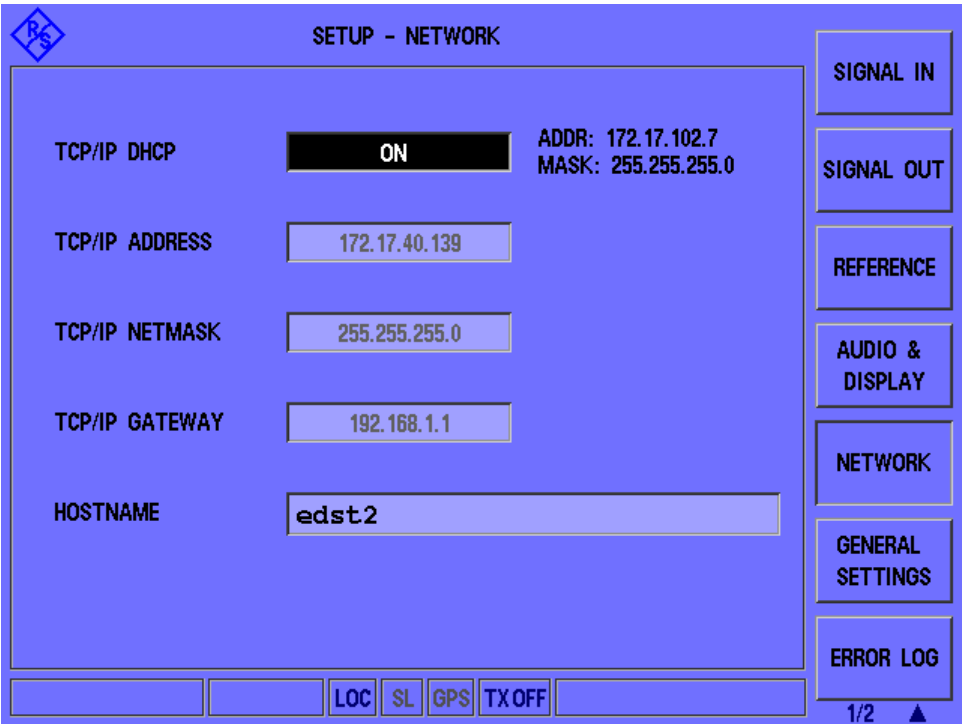 R&S
SETUP - NETWORK
TCP/IP DHCP
ON
ADDR: 172.17.102.7
MASK: 255.255.255.0
TCP/IP ADDRESS
172.17.40.139
TCP/IP NETMASK
255.255.255.0
TCP/IP GATEWAY
192.168.1.1
HOSTNAME
edst2
SIGNAL IN
SIGNAL OUT
REFERENCE
AUDIO &
DISPLAY
NETWORK
GENERAL
SETTINGS
ERROR LOG
LOC SL GPS TX OFF
1/2 ▲